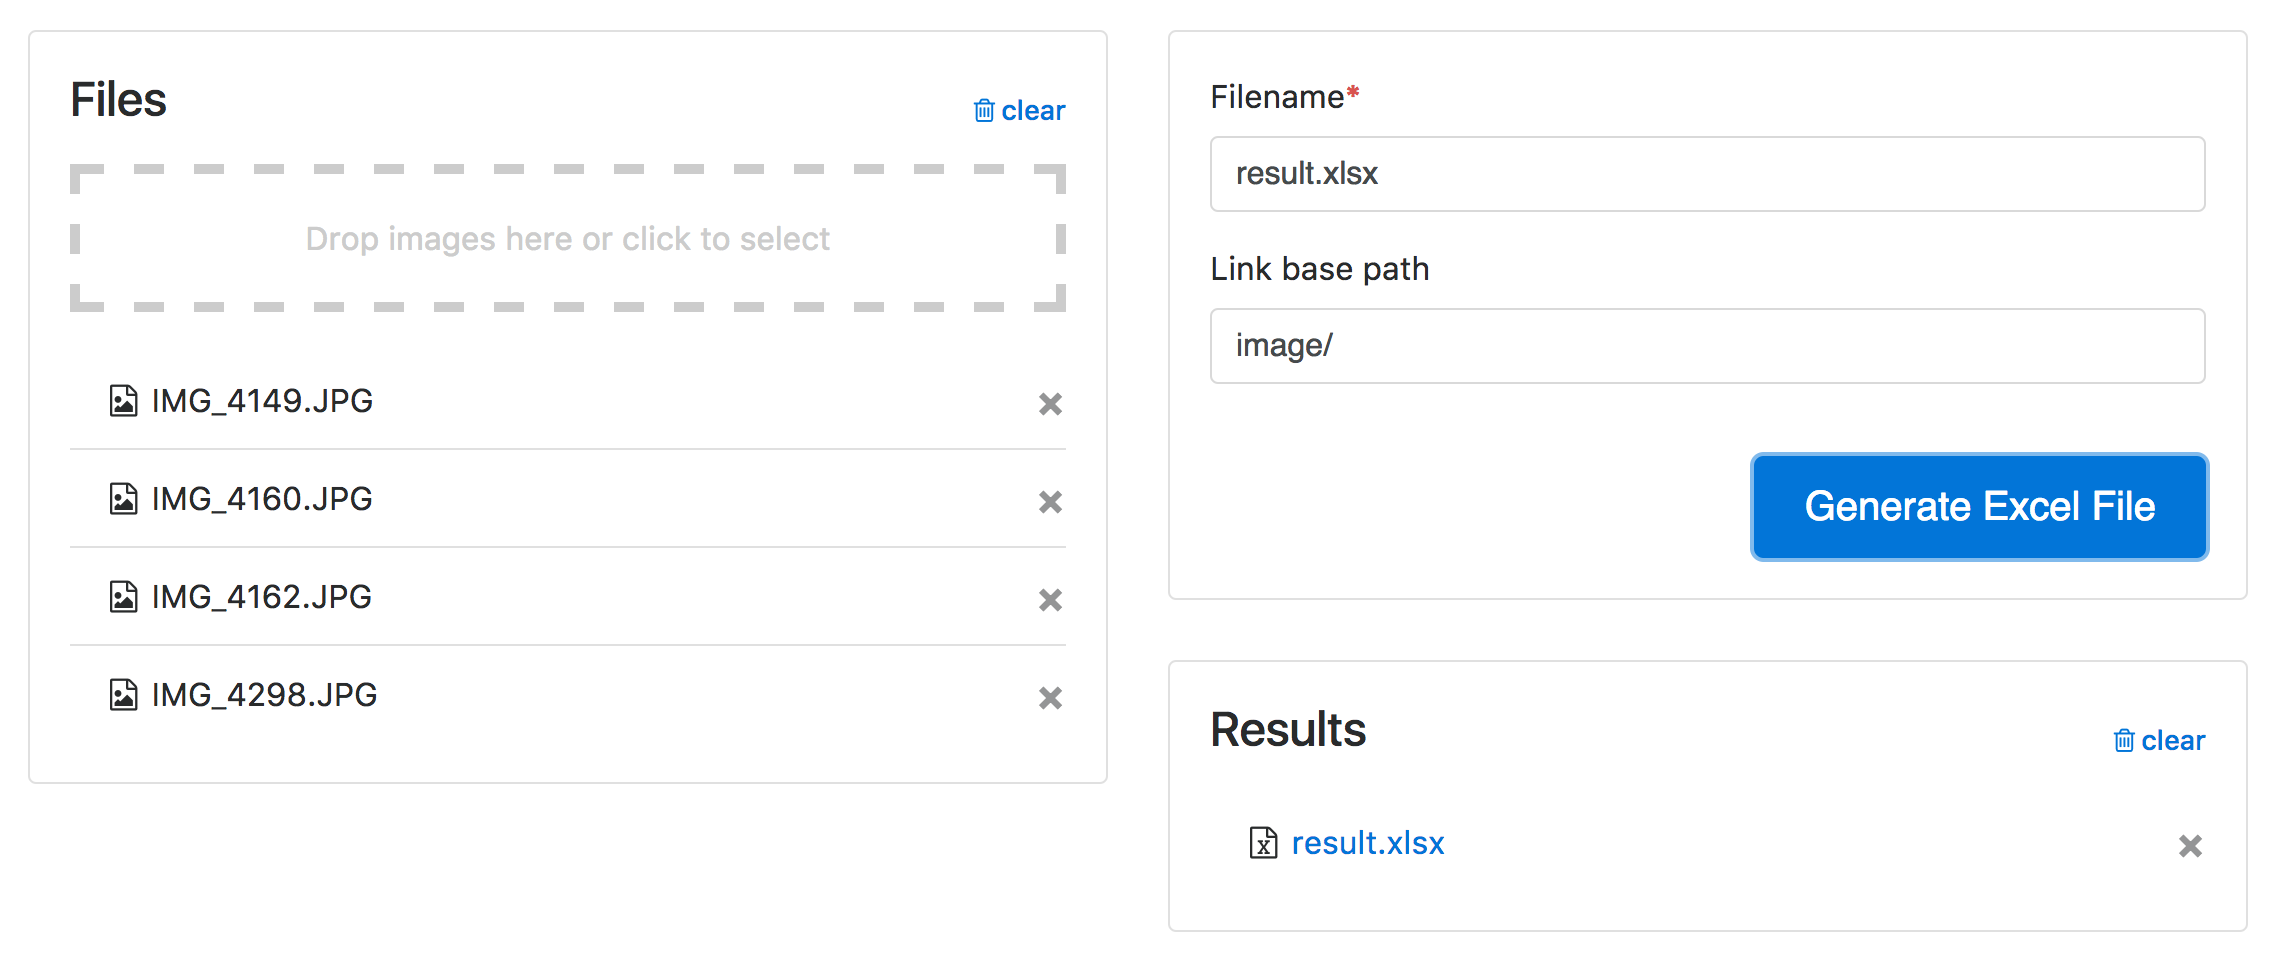 Files
clear
Drop images here or click to select
IMG_4149.JPG
IMG_4160.JPG
IMG_4162.JPG
IMG_4298.JPG
Filename*
result.xlsx
Link base path
image/
Generate Excel File
Results
clear
result.xlsx